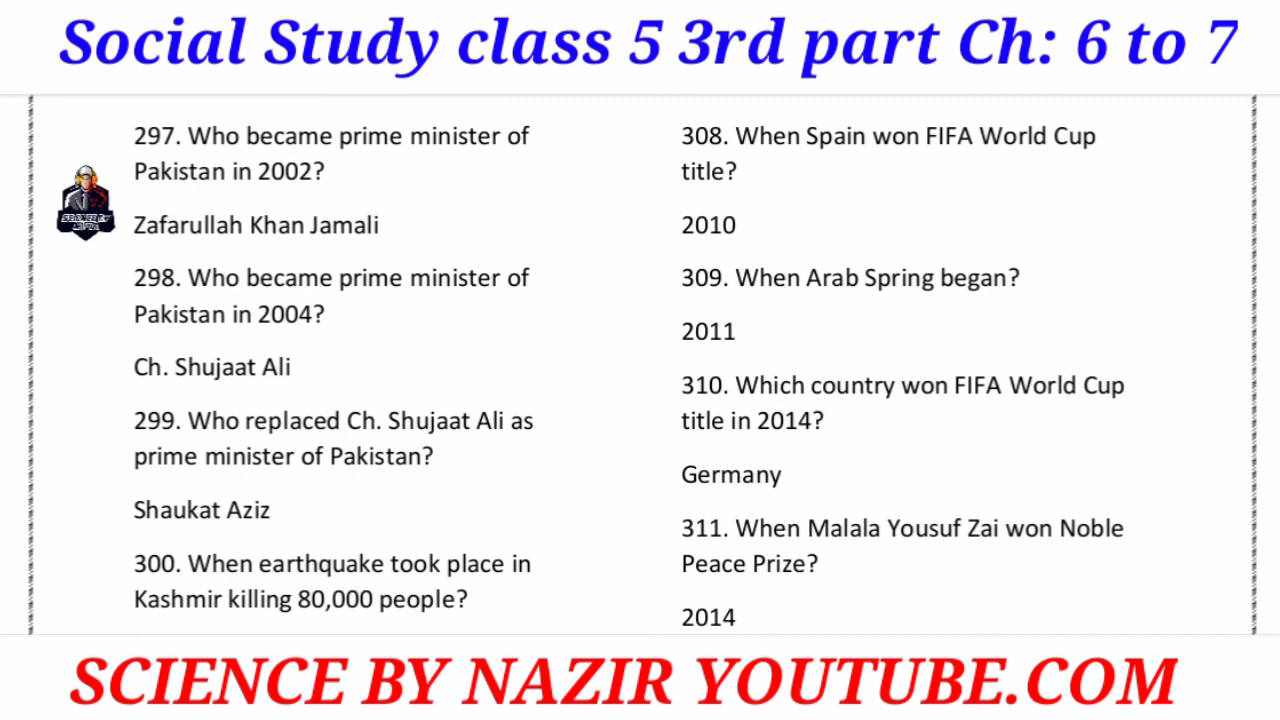 Social Study class 5 3rd part Ch: 6 to 7
297. Who became prime minister of
Pakistan in 2002?
Zafarullah Khan Jamali
298. Who became prime minister of
Pakistan in 2004?
Ch. Shujaat Ali
299. Who replaced Ch. Shujaat Ali as
prime minister of Pakistan?
Shaukat Aziz
300. When earthquake took place in
Kashmir killing 80,000 people?
308. When Spain won FIFA World Cup
title?
2010
309. When Arab Spring began?
2011
310. Which country won FIFA World Cup
title in 2014?
Germany
311. When Malala Yousuf Zai won Noble
Peace Prize?
2014
SCIENCE BY NAZIR YOUTUBE.COM